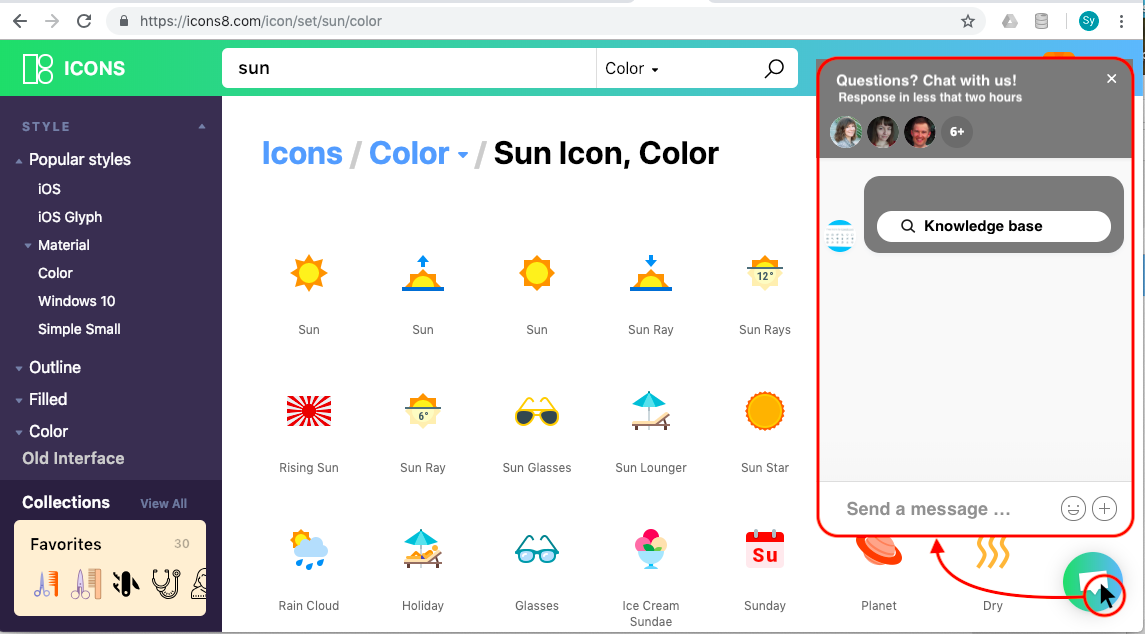 https://icons8.com/icon/set/sun/color
Sy
ICONS
sun
Color
STYLE
Popular styles
iOS
iOS Glyph
Material
Color
Windows 10
Simple Small
Outline
Filled
Color
Old Interface
Collections
View All
Favorites
30
Icons / Color / Sun Icon, Color
12°
Sun
Sun
Sun
Sun Ray
Sun Rays
6°
Rising Sun
Sun Ray
Sun Glasses
Sun Lounger
Sun Star
Su
Rain Cloud
Holiday
Glasses
Ice Cream
Sundae
Sunday
Planet
Dry
Questions? Chat with us!
Response in less that two hours
6+
Knowledge base
Send a message ...